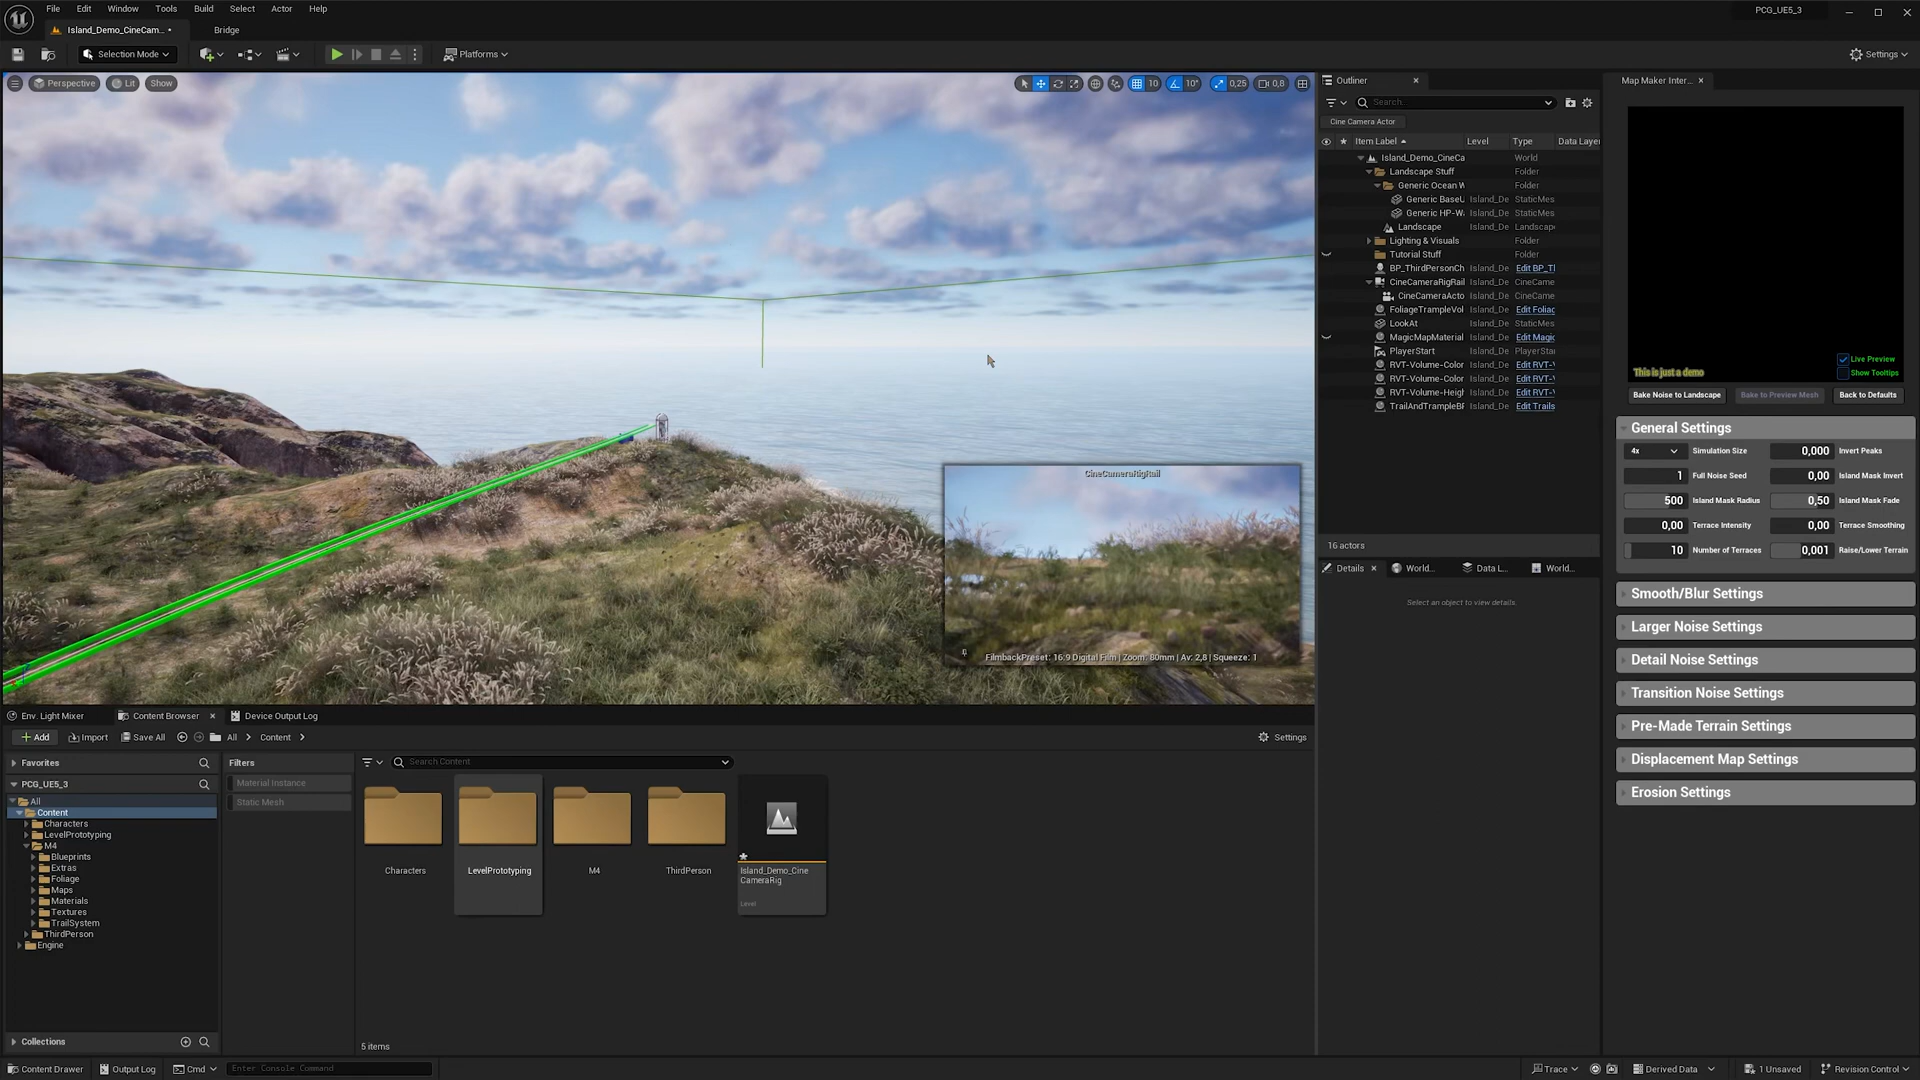 File Edit Window Tools Build Select Actor Help
PCG_UE5_3
Island_Demo_CineCam...
Bridge
Selection Mode
Platforms
Settings
Perspective
Lit
Show
10
10°
0,25
0,8
CineCameraRigRail
FilmbackPreset: 16:9 Digital Film | Zoom: 80mm | Av: 2,8 | Squeeze: 1
Outliner
Search...
Cine Camera Actor
Item Label Level Type Data Layer
Island_Demo_CineCa World
Landscape Stuff Folder
Generic Ocean W Folder
Generic BaseU Island_De StaticMes
Generic HP-Wa Island_De StaticMes
Landscape Island_De Landscape
Lighting & Visuals Folder
Tutorial Stuff Folder
BP_ThirdPersonCh Island_De Edit BP_Tl
CineCameraRigRail Island_De CineCame
CineCameraActo Island_De CineCame
FoliageTrampleVol Island_De Edit Foliag
LookAt Island_De StaticMes
MagicMapMaterial Island_De Edit Magic
PlayerStart Island_De PlayerStar
RVT-Volume-Color Island_De Edit RVT-V
RVT-Volume-Color Island_De Edit RVT-V
RVT-Volume-Heigh Island_De Edit RVT-V
TrailAndTrampleBP Island_De Edit Trails
16 actors
Details
World...
Data L...
World...
Select an object to view details.
Map Maker Inter...
This is just a demo
Live Preview
Show Tooltips
Bake Noise to Landscape
Bake to Preview Mesh
Back to Defaults
General Settings
4x Simulation Size 0,000 Invert Peaks
1 Full Noise Seed 0,00 Island Mask Invert
500 Island Mask Radius 0,50 Island Mask Fade
0,00 Terrace Intensity 0,00 Terrace Smoothing
10 Number of Terraces 0,001 Raise/Lower Terrain
Smooth/Blur Settings
Larger Noise Settings
Detail Noise Settings
Transition Noise Settings
Pre-Made Terrain Settings
Displacement Map Settings
Erosion Settings
Env. Light Mixer
Content Browser
Device Output Log
Add
Import
Save All
All
Content
Settings
Favorites
PCG_UE5_3
All
Content
Characters
LevelPrototyping
M4
Blueprints
Extras
Foliage
Maps
Materials
Textures
TrailSystem
ThirdPerson
Engine
Collections
Filters
Material Instance
Static Mesh
Search Content
Characters
LevelPrototyping
M4
ThirdPerson
Island_Demo_Cine
CameraRig
Level
5 items
Content Drawer
Output Log
Cmd
Enter Console Command
Trace
Derived Data
1 Unsaved
Revision Control